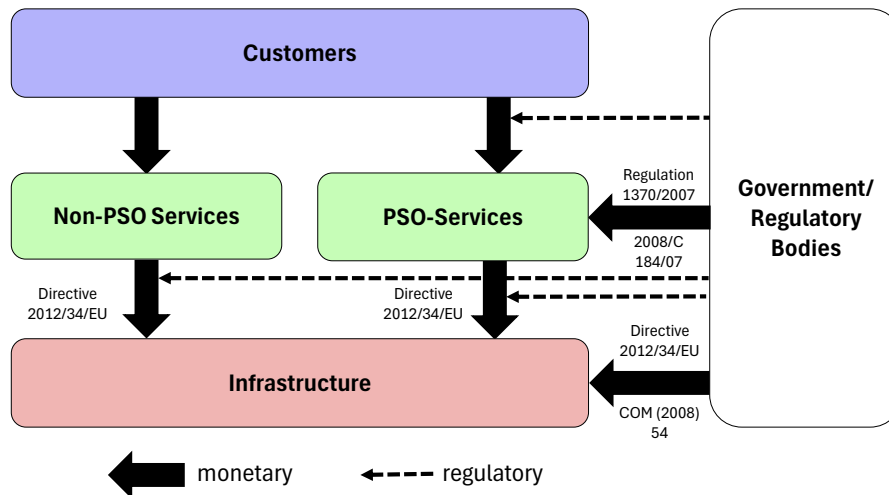 Customers
Regulation
1370/2007
Government/
Regulatory
Bodies
Non-PSO Services
PSO-Services
2008/C
184/07
Directive
2012/34/EU
Directive
2012/34/EU
Directive
2012/34/EU
Infrastructure
COM (2008)
54
monetary
regulatory